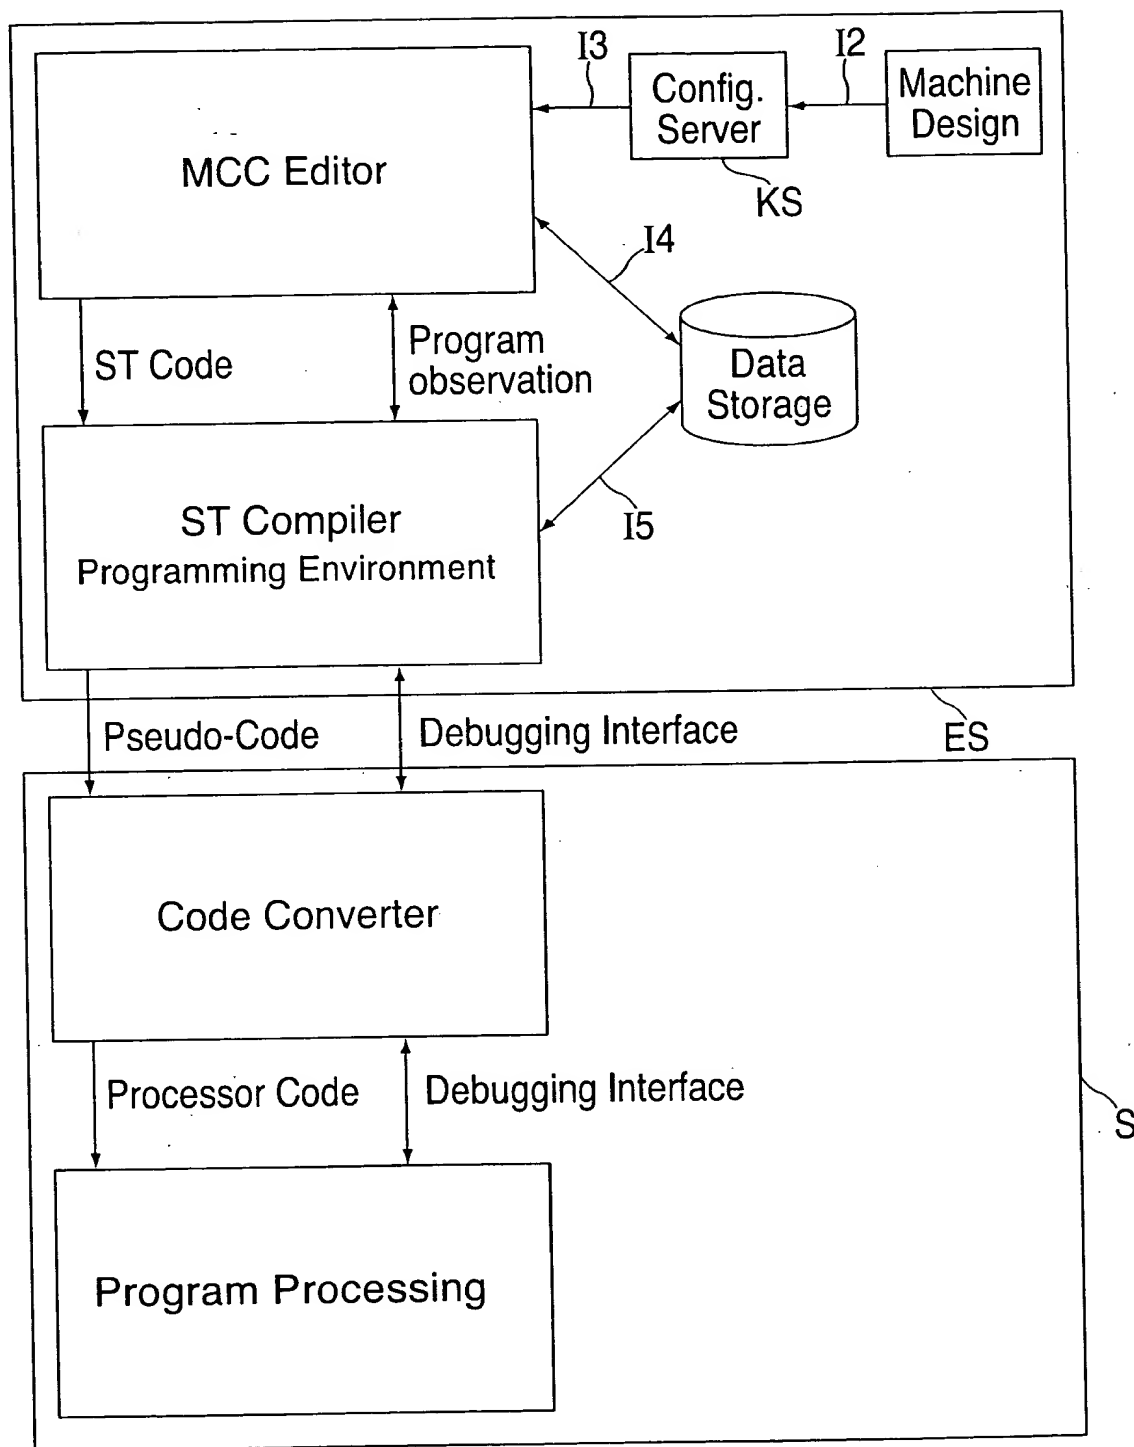 I3
I2
Config.
Server
Machine
Design
MCC Editor
KS
I4
ST Code
Program
observation
Data
Storage
ST Compiler
Programming Environment
I5
Pseudo-Code
Debugging Interface
ES
Code Converter
Processor Code
Debugging Interface
S
Program Processing